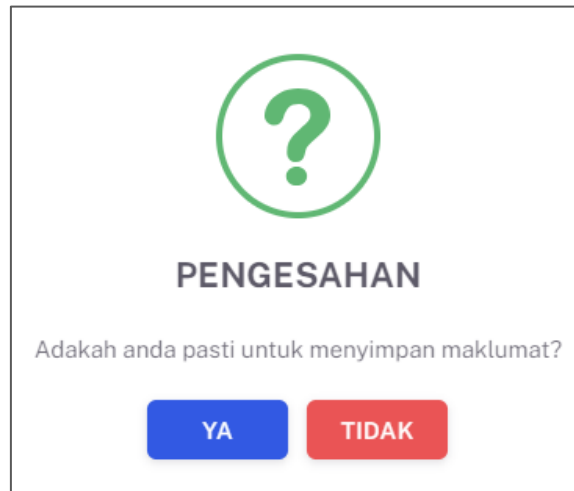 ?
PENGESAHAN
Adakah anda pasti untuk menyimpan maklumat?
YA
TIDAK